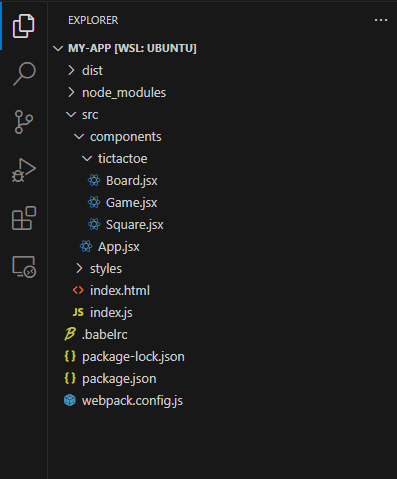 EXPLORER
MY-APP [WSL: UBUNTU]
dist
node_modules
src
components
tictactoe
Board.jsx
Game.jsx
Square.jsx
App.jsx
styles
index.html
JS index.js
.babelrc
package-lock.json
package.json
webpack.config.js